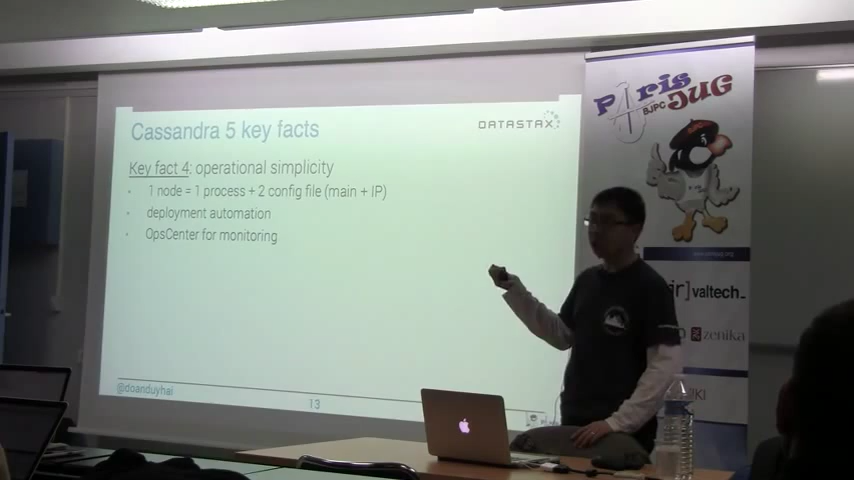 Cassandra 5 key facts
DATASTAX
Key fact 4: operational simplicity
1 node = 1 process + 2 config file (main + IP)
deployment automation
OpsCenter for monitoring
@doanduyhai
13
Paris
BJPC JUG
valtech_
zenika